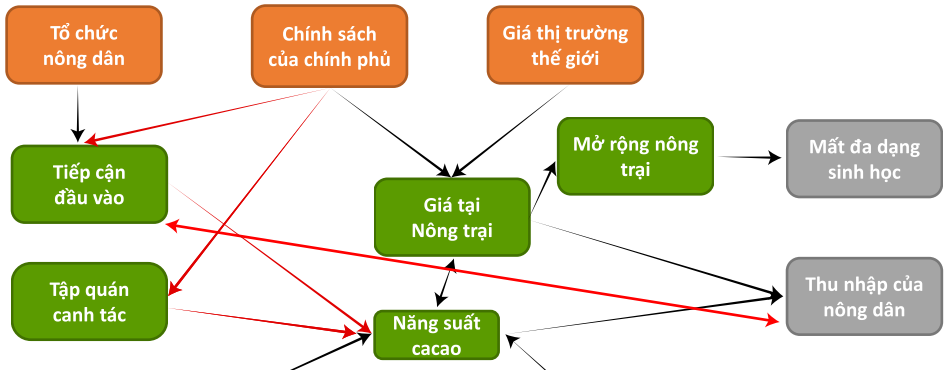 Tổ chức
nông dân
Chính sách
của chính phủ
Giá thị trường
thế giới
Tiếp cận
đầu vào
Giá tại
Nông trại
Mở rộng nông
trại
Mất đa dạng
sinh học
Tập quán
canh tác
Năng suất
cacao
Thu nhập của
nông dân